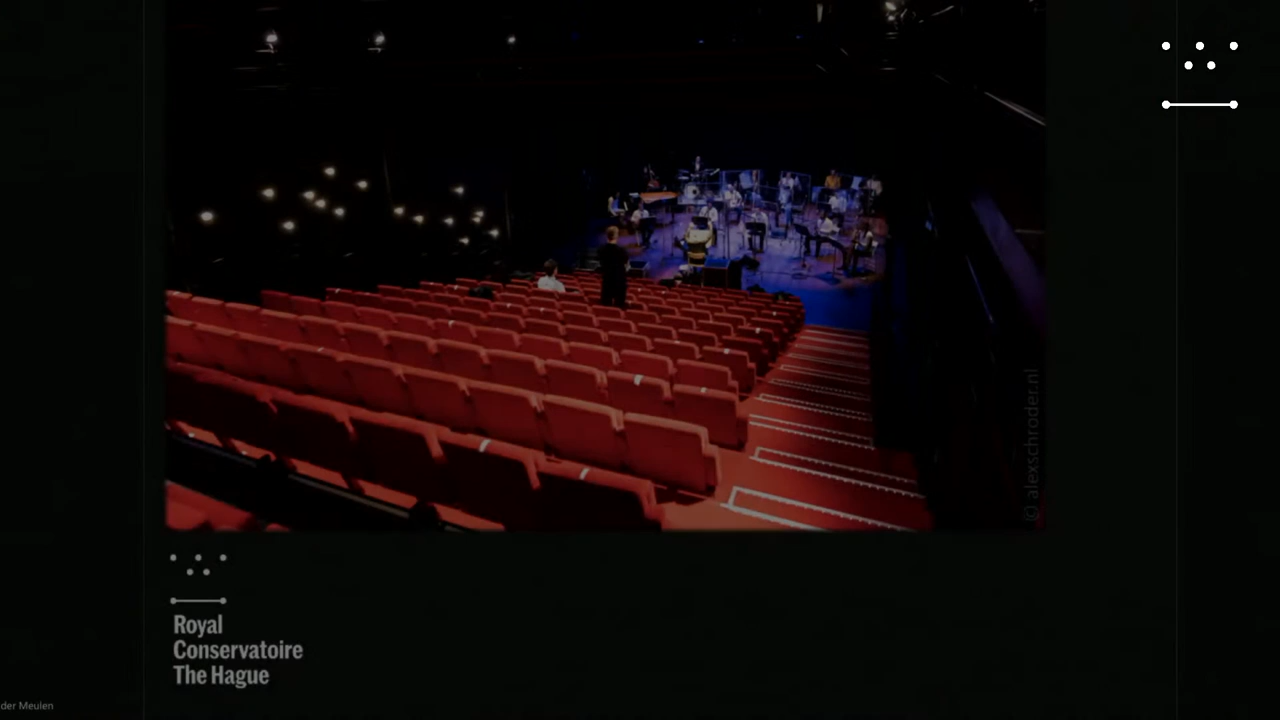 © alexschroder.nl
Royal
Conservatoire
The Hague
der Meulen